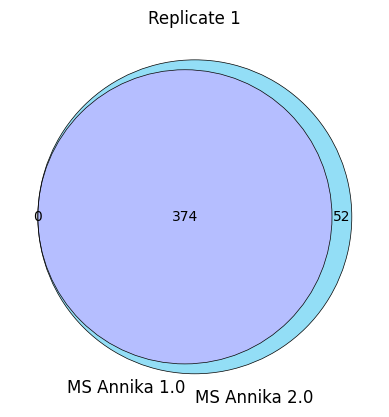 Replicate 1
0
374
52
MS Annika 1.0
MS Annika 2.0